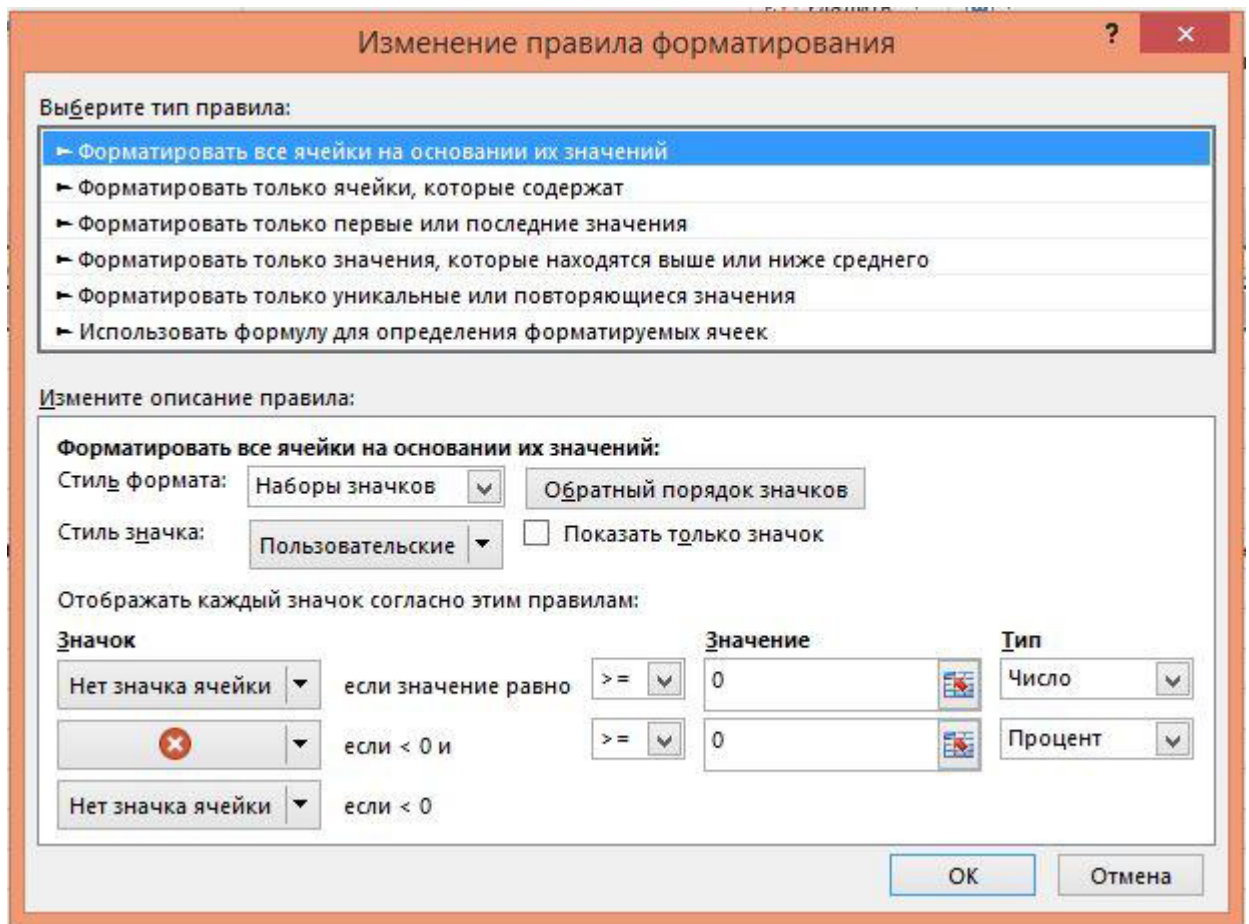 Изменение правила форматирования
?
Выберите тип правила:
► Форматировать все ячейки на основании их значений
► Форматировать только ячейки, которые содержат
► Форматировать только первые или последние значения
► Форматировать только значения, которые находятся выше или ниже среднего
► Форматировать только уникальные или повторяющиеся значения
► Использовать формулу для определения форматируемых ячеек
Измените описание правила:
Форматировать все ячейки на основании их значений:
Стиль формата: Наборы значков Обратный порядок значков
Стиль значка: Пользовательские Показать только значок
Отображать каждый значок согласно этим правилам:
Значок Значение Тип
Нет значка ячейки если значение равно >= 0 Число
если < 0 и >= 0 Процент
Нет значка ячейки если < 0
ОК Отмена